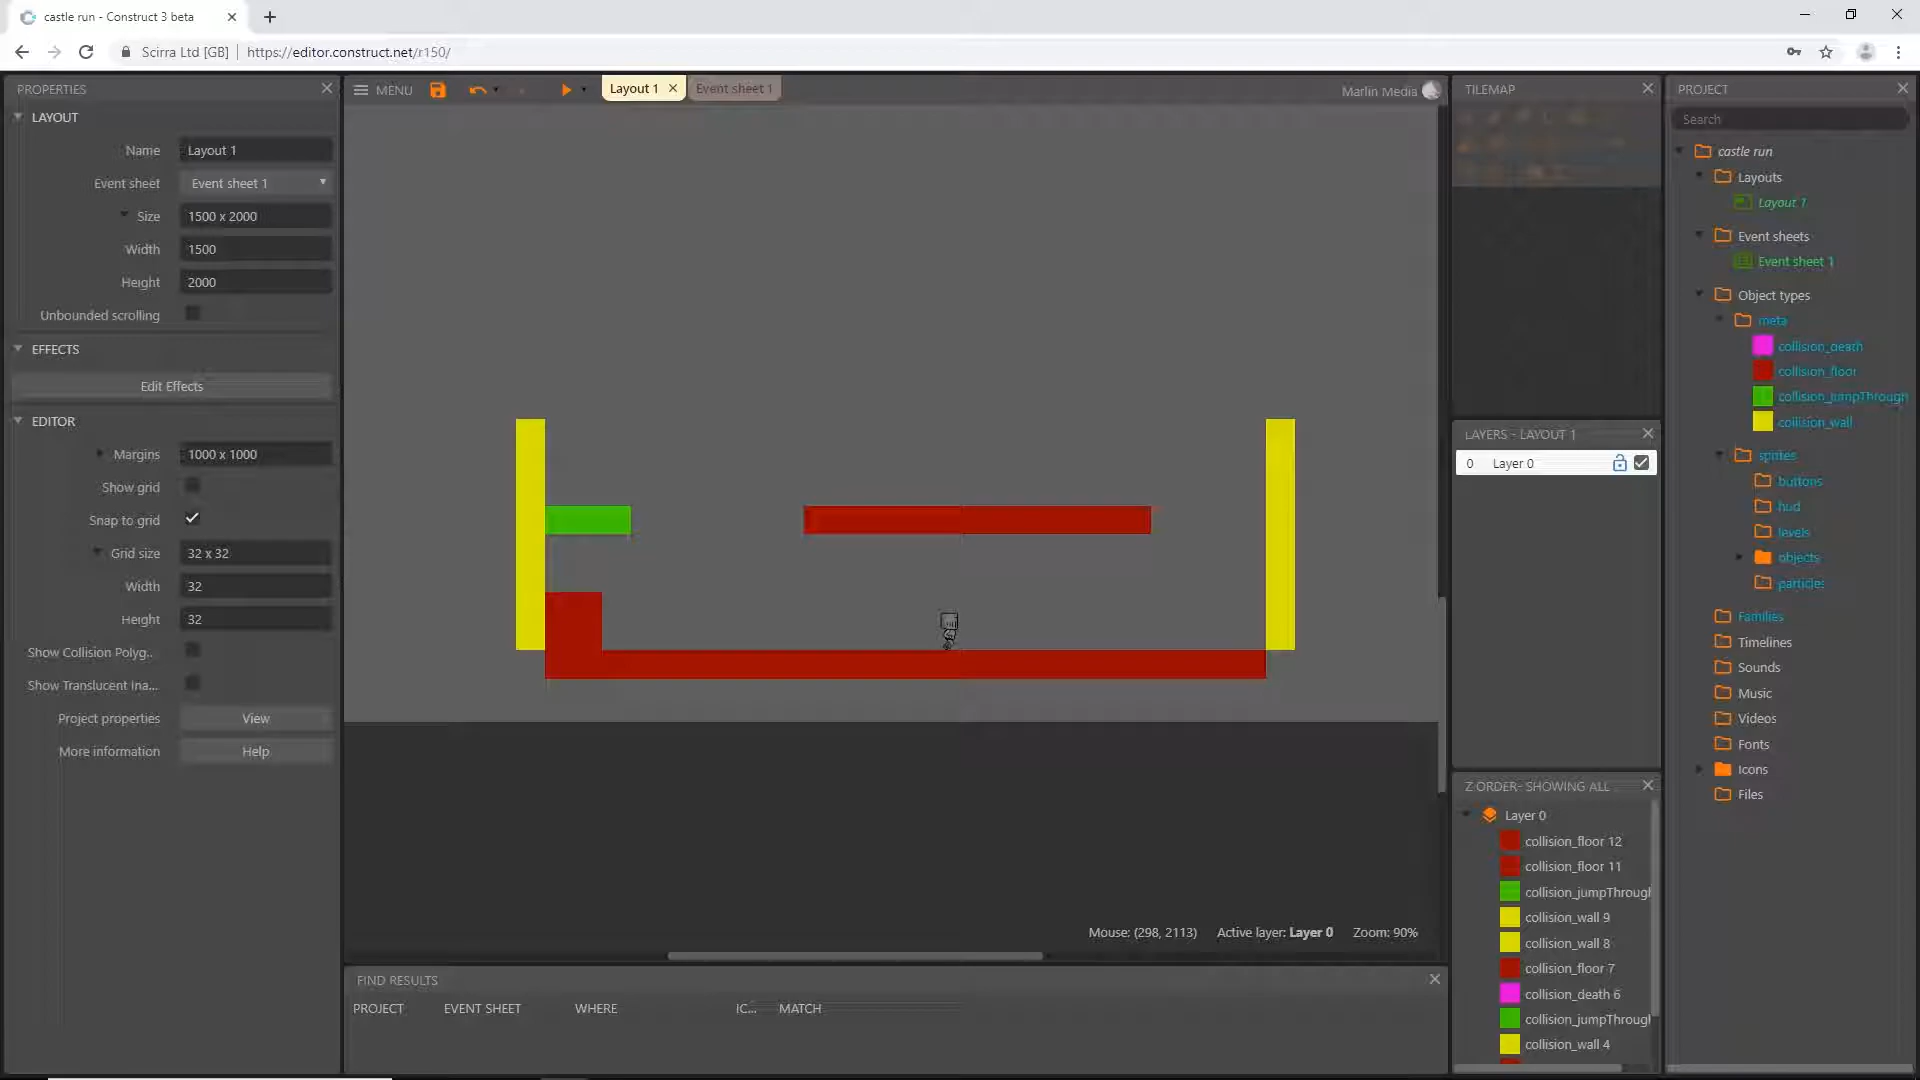 castle run - Construct 3 beta
Scirra Ltd [GB]
https://editor.construct.net/r150/
PROPERTIES
LAYOUT
Name Layout 1
Event sheet Event sheet 1
Size 1500 x 2000
Width 1500
Height 2000
Unbounded scrolling
EFFECTS
Edit Effects
EDITOR
Margins 1000 x 1000
Show grid
Snap to grid
Grid size 32 x 32
Width 32
Height 32
Show Collision Polyg..
Show Translucent Ina...
Project properties View
More information Help
MENU
Layout 1
Event sheet 1
Marlin Media
Mouse: (298, 2113) Active layer: Layer 0 Zoom: 90%
FIND RESULTS
PROJECT EVENT SHEET WHERE IC... MATCH
TILEMAP
LAYERS - LAYOUT 1
0 Layer 0
Z ORDER- SHOWING ALL
Layer 0
collision_floor 12
collision_floor 11
collision_jumpThrough
collision_wall 9
collision_wall 8
collision_floor 7
collision_death 6
collision_jumpThrough
collision_wall 4
PROJECT
Search
castle run
Layouts
Layout 1
Event sheets
Event sheet 1
Object types
meta
collision_death
collision_floor
collision_jumpThrough
collision_wall
sprites
buttons
hud
levels
objects
particles
Families
Timelines
Sounds
Music
Videos
Fonts
Icons
Files